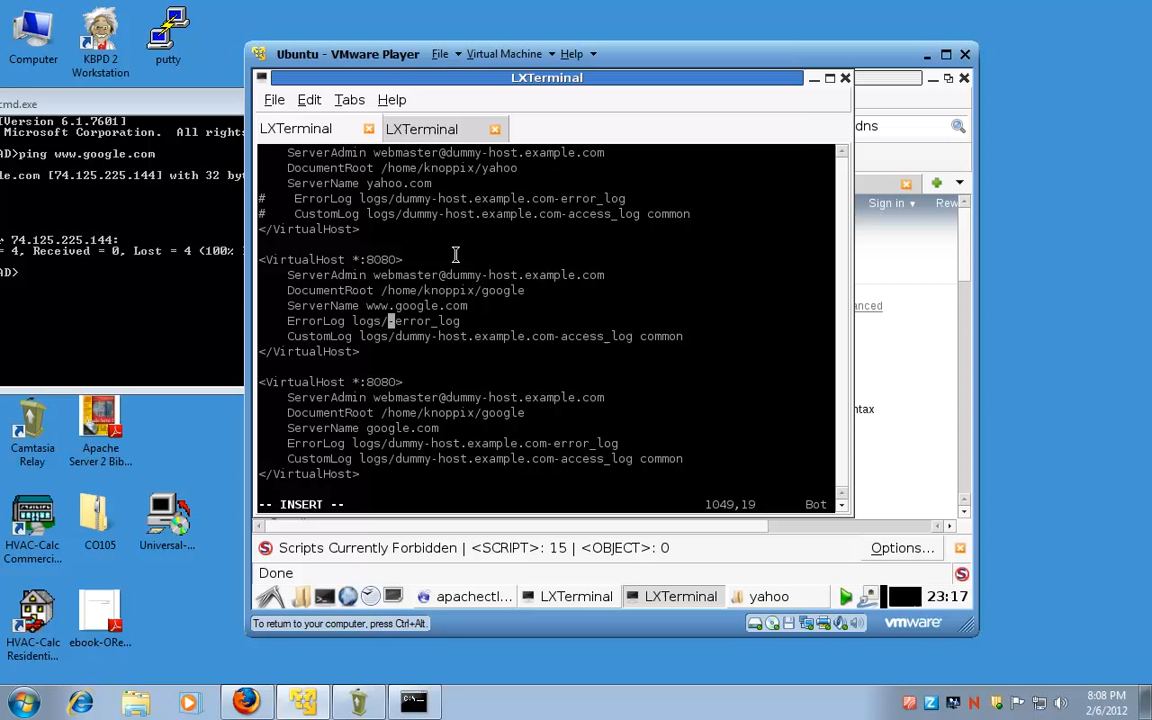 Computer
KBPD 2
Workstation
putty
Ubuntu - VMware Player File Virtual Machine Help
LXTerminal
File Edit Tabs Help
LXTerminal
LXTerminal
dns
Sign in
Rew
anced
ntax
cmd.exe
[Version 6.1.7601]
Microsoft Corporation. All right
AD>ping www.google.com
le.com [74.125.225.144] with 32 by
r 74.125.225.144:
= 4, Received = 0, Lost = 4 (100%
AD>
ServerAdmin webmaster@dummy-host.example.com
DocumentRoot /home/knoppix/yahoo
ServerName yahoo.com
# ErrorLog logs/dummy-host.example.com-error_log
# CustomLog logs/dummy-host.example.com-access_log common
</VirtualHost>
<VirtualHost *:8080>
ServerAdmin webmaster@dummy-host.example.com
DocumentRoot /home/knoppix/google
ServerName www.google.com
ErrorLog logs/-error_log
CustomLog logs/dummy-host.example.com-access_log common
</VirtualHost>
<VirtualHost *:8080>
ServerAdmin webmaster@dummy-host.example.com
DocumentRoot /home/knoppix/google
ServerName google.com
ErrorLog logs/dummy-host.example.com-error_log
CustomLog logs/dummy-host.example.com-access_log common
</VirtualHost>
-- INSERT -- 1049,19 Bot
Scripts Currently Forbidden | <SCRIPT>: 15 | <OBJECT>: 0 Options...
Done
apachectl... LXTerminal LXTerminal yahoo 23:17
To return to your computer, press Ctrl+Alt.
vmware
Camtasia
Relay
Apache
Server 2 Bib...
HVAC-Calc
Commerci...
CO105
Universal-...
HVAC-Calc
Residenti...
ebook-ORe...
8:08 PM
2/6/2012